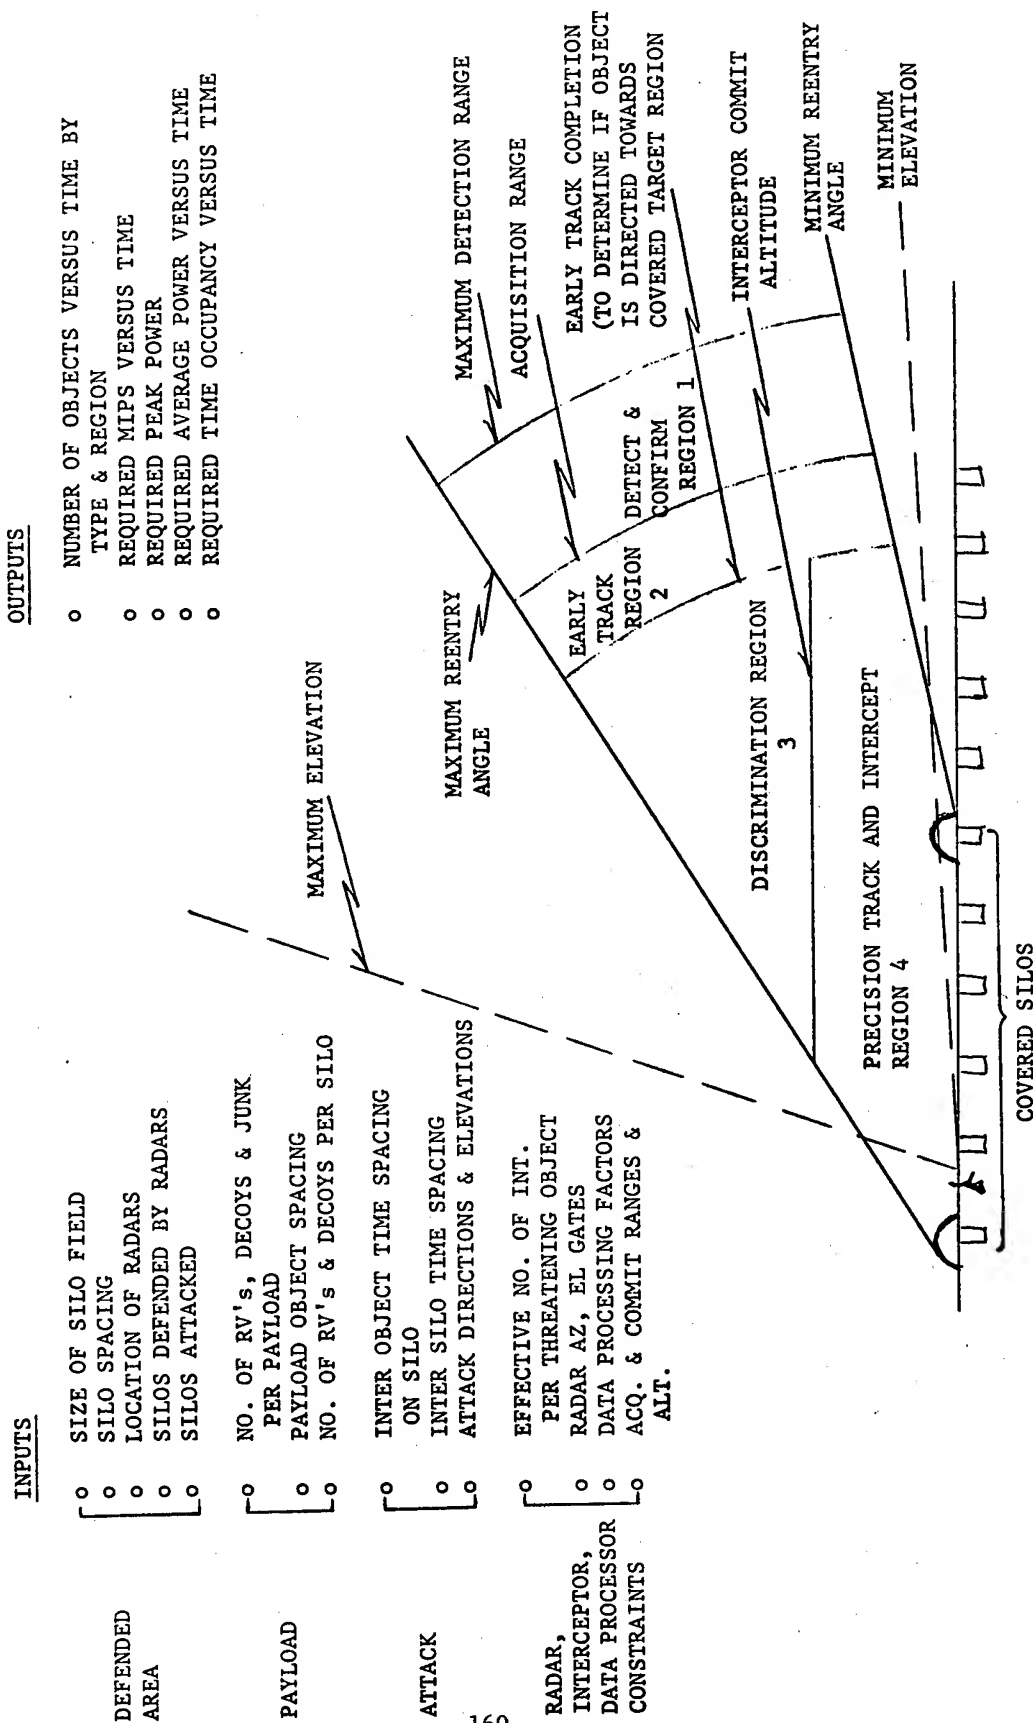 INPUTS
DEFENDED
AREA
o SIZE OF SILO FIELD
o SILO SPACING
o LOCATION OF RADARS
o SILOS DEFENDED BY RADARS
o SILOS ATTACKED
PAYLOAD
o NO. OF RV's, DECOYS & JUNK
PER PAYLOAD
o PAYLOAD OBJECT SPACING
o NO. OF RV's & DECOYS PER SILO
ATTACK
o INTER OBJECT TIME SPACING
ON SILO
o INTER SILO TIME SPACING
o ATTACK DIRECTIONS & ELEVATIONS
RADAR,
INTERCEPTOR,
DATA PROCESSOR
CONSTRAINTS
o EFFECTIVE NO. OF INT.
PER THREATENING OBJECT
o RADAR AZ, EL GATES
o DATA PROCESSING FACTORS
o ACQ. & COMMIT RANGES &
ALT.
OUTPUTS
o NUMBER OF OBJECTS VERSUS TIME BY
TYPE & REGION
o REQUIRED MIPS VERSUS TIME
o REQUIRED PEAK POWER
o REQUIRED AVERAGE POWER VERSUS TIME
o REQUIRED TIME OCCUPANCY VERSUS TIME
MAXIMUM ELEVATION
MAXIMUM REENTRY
ANGLE
MAXIMUM DETECTION RANGE
ACQUISITION RANGE
EARLY TRACK COMPLETION
(TO DETERMINE IF OBJECT
IS DIRECTED TOWARDS
COVERED TARGET REGION
INTERCEPTOR COMMIT
ALTITUDE
MINIMUM REENTRY
ANGLE
MINIMUM
ELEVATION
DETECT &
CONFIRM
REGION 1
EARLY
TRACK
REGION
2
DISCRIMINATION REGION
3
PRECISION TRACK AND INTERCEPT
REGION 4
COVERED SILOS
169